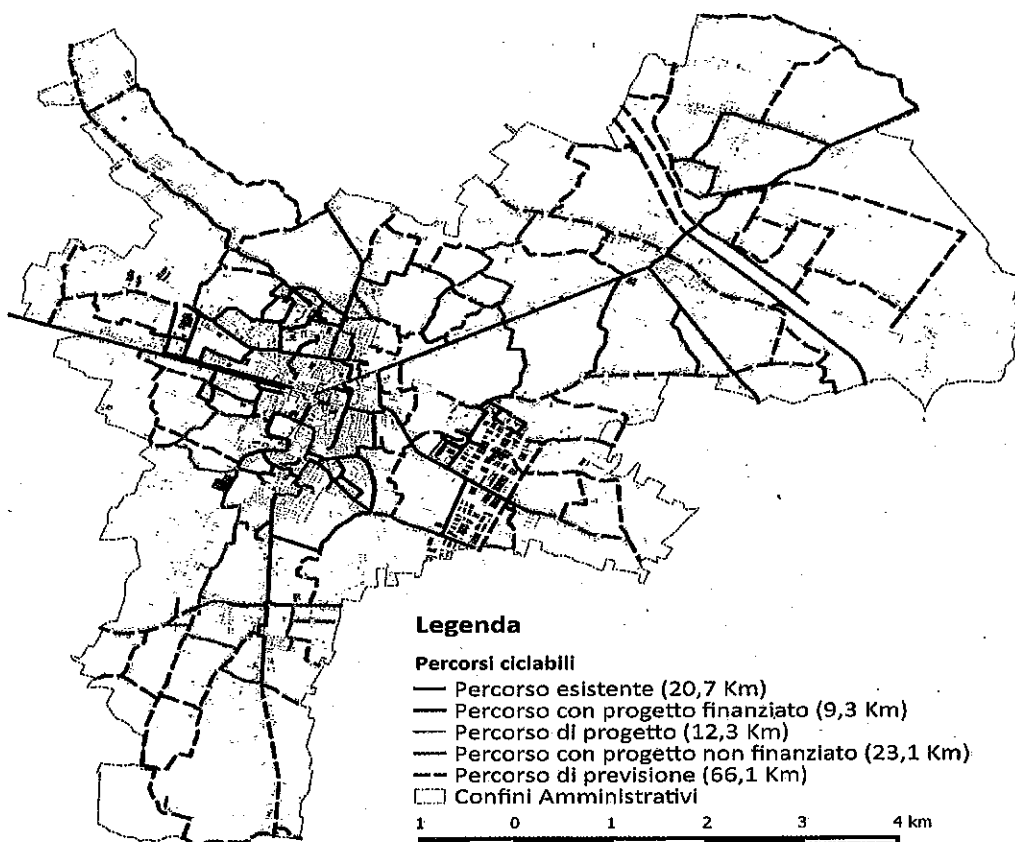 Legenda
Percorsi ciclabili
Percorso esistente (20,7 Km)
Percorso con progetto finanziato (9,3 Km)
Percorso di progetto (12,3 Km)
Percorso con progetto non finanziato (23,1 Km)
Percorso di previsione (66,1 Km)
Confini Amministrativi
1 0 1 2 3 4 km